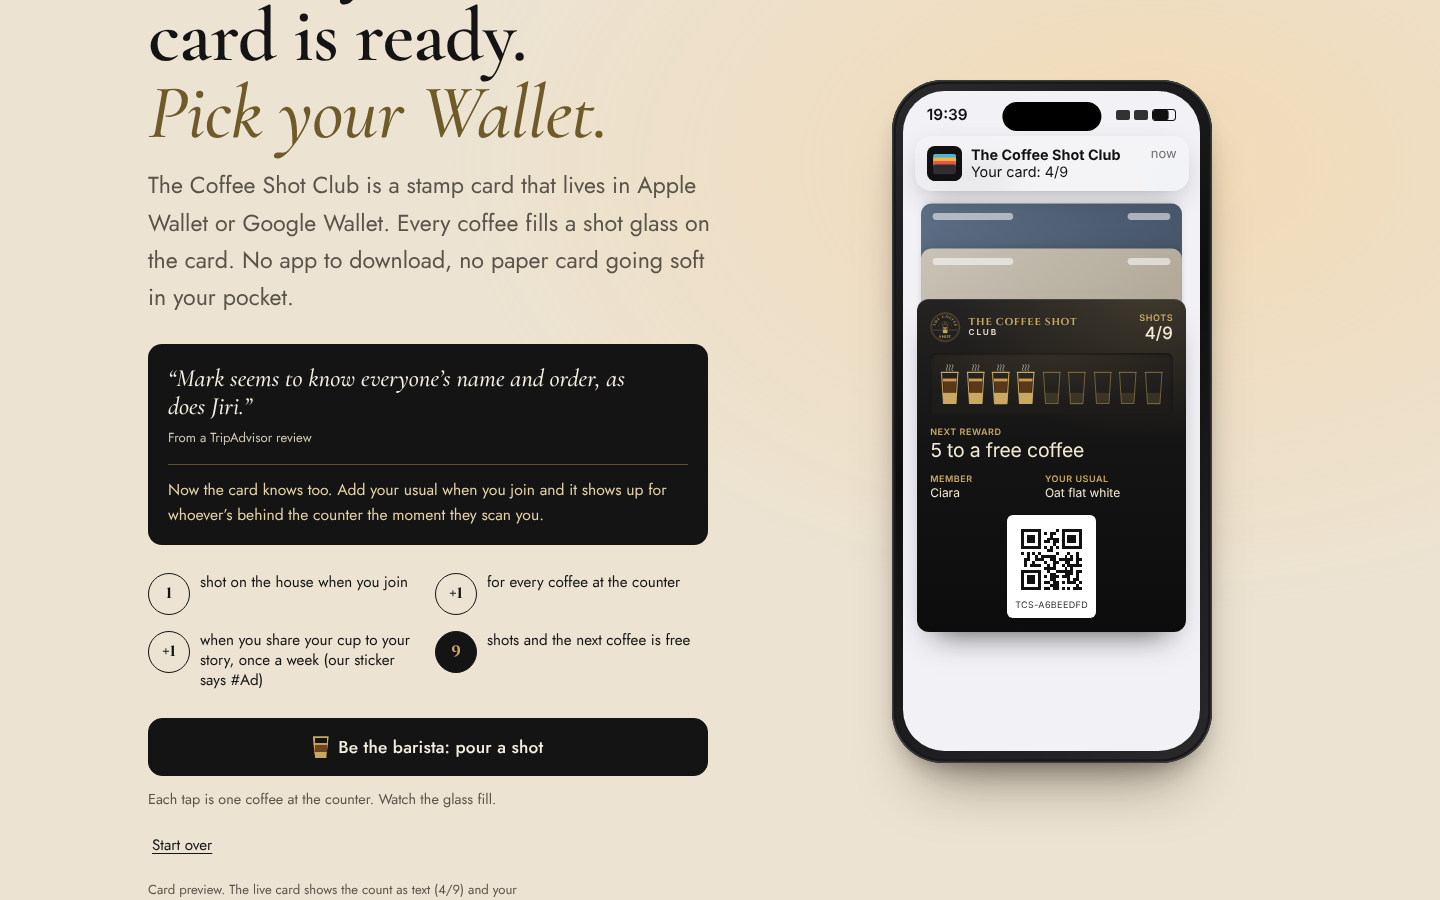 card is ready.
Pick your Wallet.
The Coffee Shot Club is a stamp card that lives in Apple
Wallet or Google Wallet. Every coffee fills a shot glass on
the card. No app to download, no paper card going soft
in your pocket.
“Mark seems to know everyone’s name and order, as
does Jiri.”
From a TripAdvisor review
Now the card knows too. Add your usual when you join and it shows up for
whoever’s behind the counter the moment they scan you.
1 shot on the house when you join
+1 for every coffee at the counter
+1 when you share your cup to your
story, once a week (our sticker
says #Ad)
9 shots and the next coffee is free
Be the barista: pour a shot
Each tap is one coffee at the counter. Watch the glass fill.
Start over
Card preview. The live card shows the count as text (4/9) and your
19:39
The Coffee Shot Club now
Your card: 4/9
THE COFFEE SHOT
CLUB
SHOTS
4/9
NEXT REWARD
5 to a free coffee
MEMBER
Ciara
YOUR USUAL
Oat flat white
TCS-A6BEEDFD